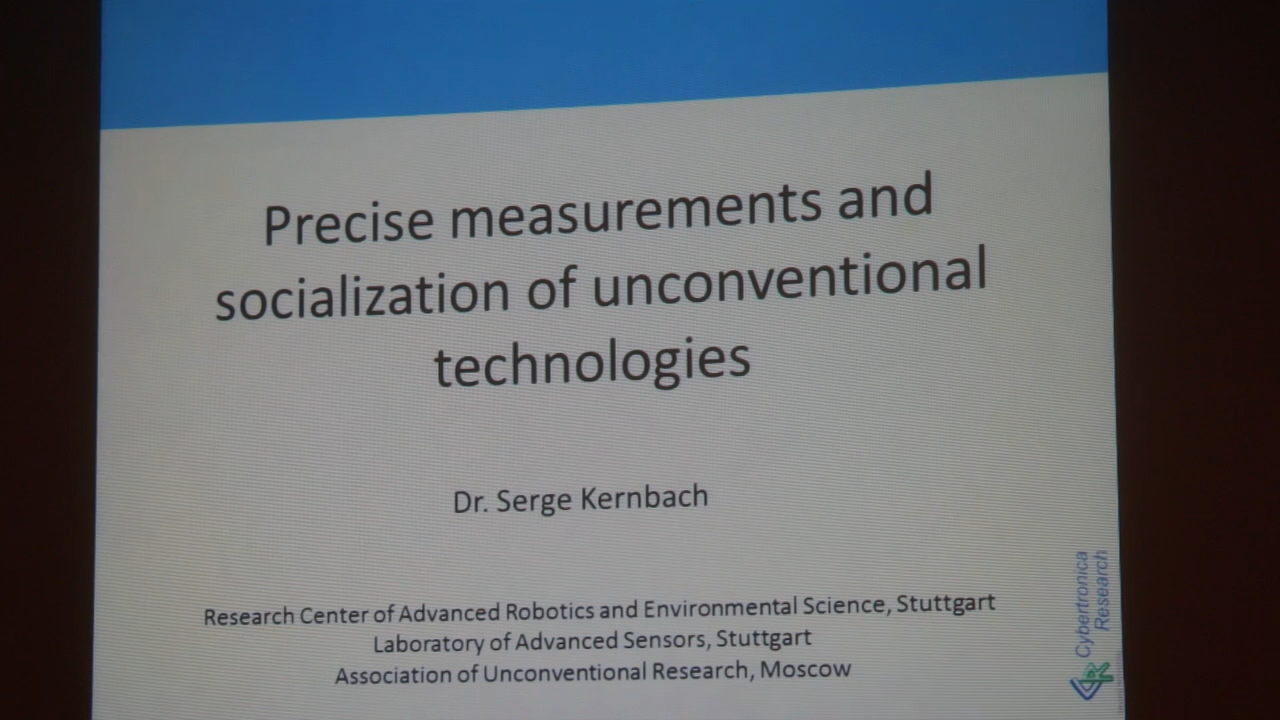 Precise measurements and
socialization of unconventional
technologies
Dr. Serge Kernbach
Research Center of Advanced Robotics and Environmental Science, Stuttgart
Laboratory of Advanced Sensors, Stuttgart
Association of Unconventional Research, Moscow
Cybertronica
Research